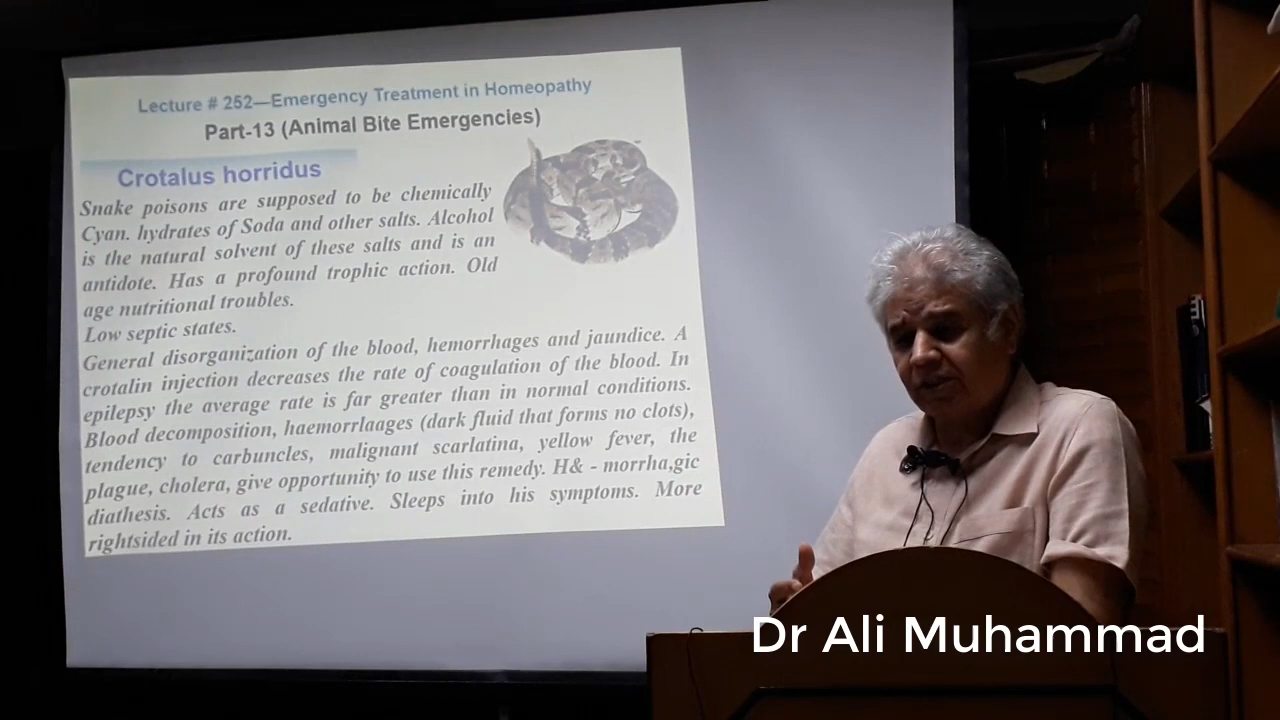 Lecture # 252—Emergency Treatment in Homeopathy
Part-13 (Animal Bite Emergencies)
Crotalus horridus
Snake poisons are supposed to be chemically
Cyan. hydrates of Soda and other salts. Alcohol
is the natural solvent of these salts and is an
antidote. Has a profound trophic action. Old
age nutritional troubles.
Low septic states.
General disorganization of the blood, hemorrhages and jaundice. A
crotalin injection decreases the rate of coagulation of the blood. In
epilepsy the average rate is far greater than in normal conditions.
Blood decomposition, haemorrlaages (dark fluid that forms no clots),
tendency to carbuncles, malignant scarlatina, yellow fever, the
plague, cholera, give opportunity to use this remedy. H& - morrha,gic
diathesis. Acts as a sedative. Sleeps into his symptoms. More
rightsided in its action.
Dr Ali Muhammad